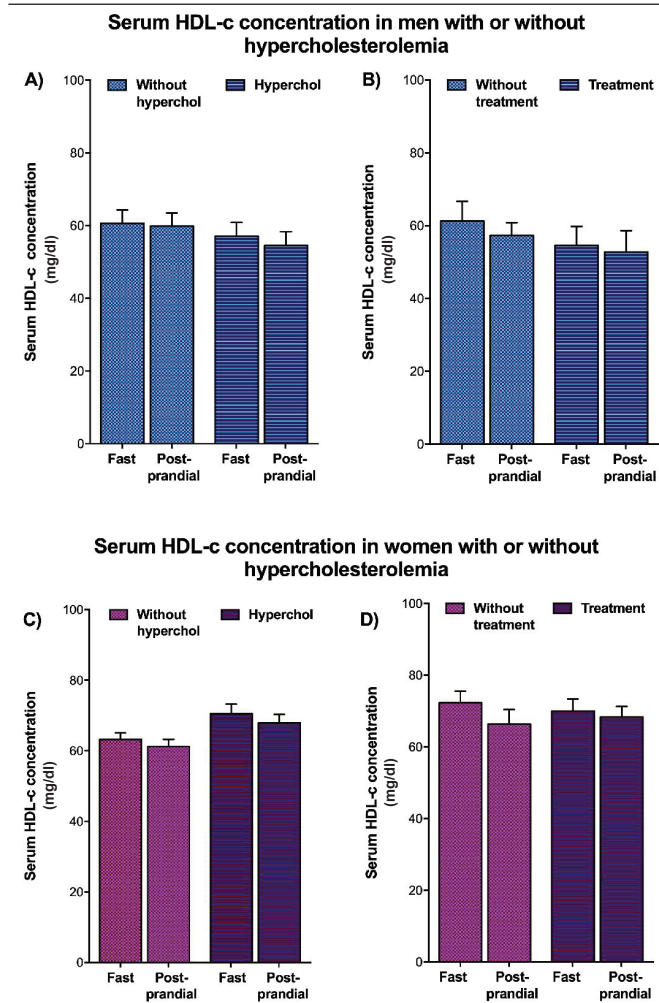 Serum HDL-c concentration in men with or without
hypercholesterolemia
A)
Without
hyperchol
Hyperchol
Serum HDL-c concentration
(mg/dl)
100
80
60
40
20
0
Fast
Post-
prandial
Fast
Post-
prandial
B)
Without
treatment
Treatment
Serum HDL-c concentration
(mg/dl)
100
80
60
40
20
0
Fast
Post-
prandial
Fast
Post-
prandial
Serum HDL-c concentration in women with or without
hypercholesterolemia
C)
Without
hyperchol
Hyperchol
Serum HDL-c concentration
(mg/dl)
100
80
60
40
20
0
Fast
Post-
prandial
Fast
Post-
prandial
D)
Without
treatment
Treatment
Serum HDL-c concentration
(mg/dl)
100
80
60
40
20
0
Fast
Post-
prandial
Fast
Post-
prandial